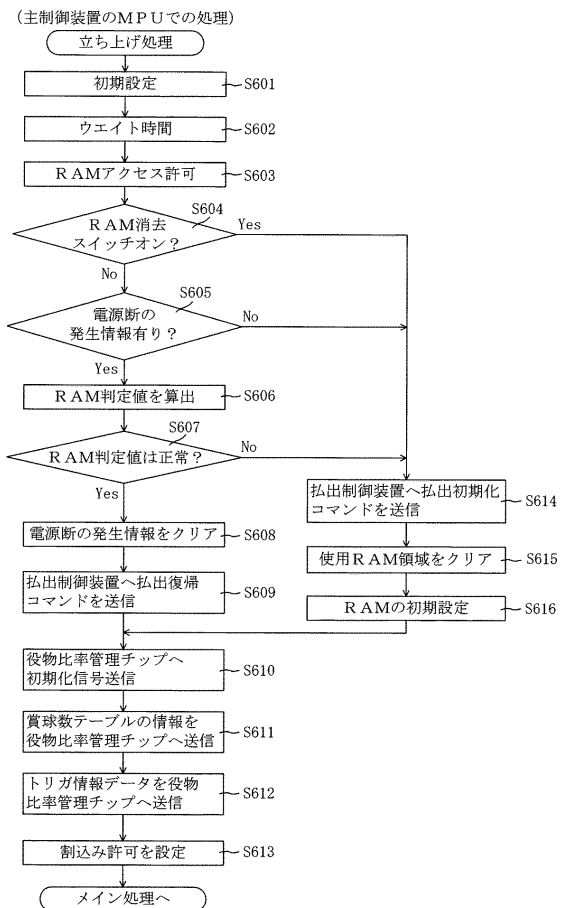 （主制御装置のＭＰＵでの処理）
立ち上げ処理
初期設定
S601
ウエイト時間
S602
ＲＡＭアクセス許可
S603
ＲＡＭ消去
スイッチオン？
S604
Yes
No
電源断の
発生情報有り？
S605
No
Yes
ＲＡＭ判定値を算出
S606
ＲＡＭ判定値は正常？
S607
No
Yes
電源断の発生情報をクリア
S608
払出制御装置へ払出復帰
コマンドを送信
S609
払出制御装置へ払出初期化
コマンドを送信
S614
使用ＲＡＭ領域をクリア
S615
ＲＡＭの初期設定
S616
役物比率管理チップへ
初期化信号送信
S610
賞球数テーブルの情報を
役物比率管理チップへ送信
S611
トリガ情報データを役物
比率管理チップへ送信
S612
割込み許可を設定
S613
メイン処理へ